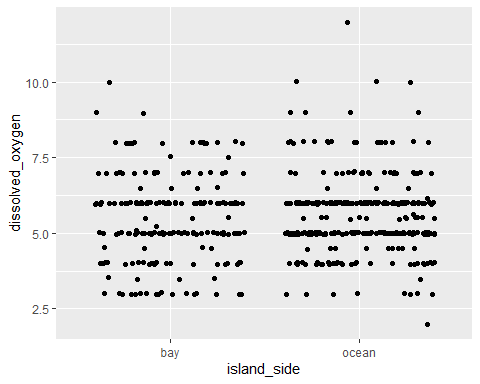 dissolved_oxygen
10.0
7.5
5.0
2.5
bay ocean
island_side